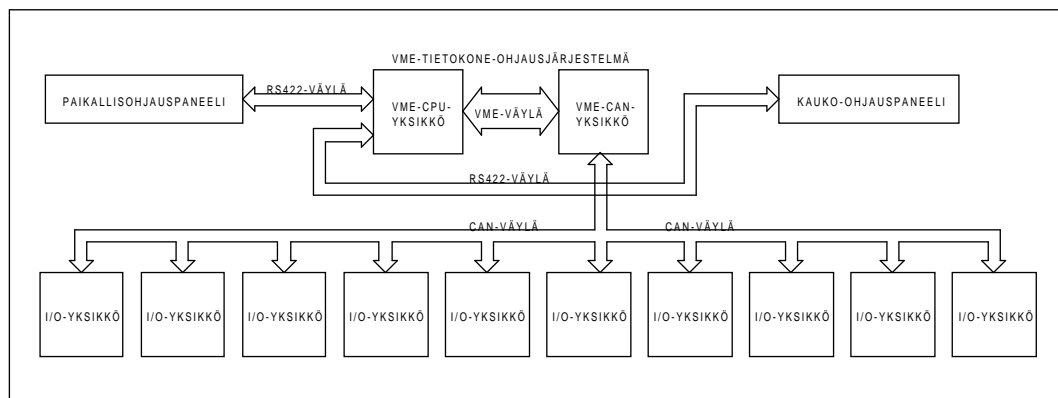 VME-TIETOKONE-OHJAUSJÄRJESTELMÄ
PAIKALLISOHJAUSPANEELI
RS422-VÄYLÄ
VME-CPU-
YKSIKKÖ
VME-VÄYLÄ
VME-CAN-
YKSIKKÖ
KAUKO-OHJAUSPANEELI
RS422-VÄYLÄ
CAN-VÄYLÄ
CAN-VÄYLÄ
I/O-YKSIKKÖ
I/O-YKSIKKÖ
I/O-YKSIKKÖ
I/O-YKSIKKÖ
I/O-YKSIKKÖ
I/O-YKSIKKÖ
I/O-YKSIKKÖ
I/O-YKSIKKÖ
I/O-YKSIKKÖ
I/O-YKSIKKÖ